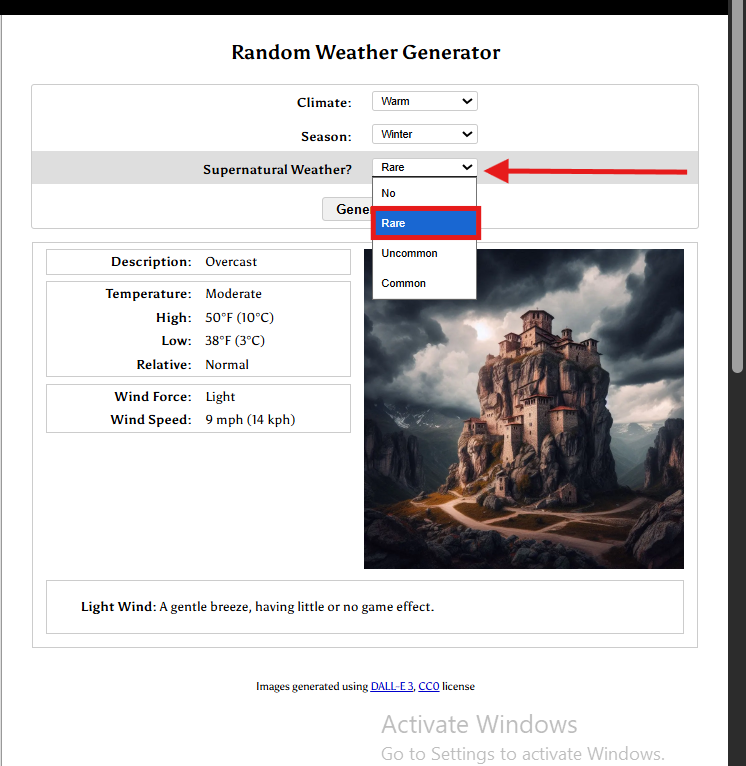 Random Weather Generator
Climate: Warm
Season: Winter
Supernatural Weather? Rare
No
Gene
Rare
Uncommon
Common
Description: Overcast
Temperature: Moderate
High: 50°F (10°C)
Low: 38°F (3°C)
Relative: Normal
Wind Force: Light
Wind Speed: 9 mph (14 kph)
Light Wind: A gentle breeze, having little or no game effect.
Images generated using DALL-E 3, CC0 license
Activate Windows
Go to Settings to activate Windows.